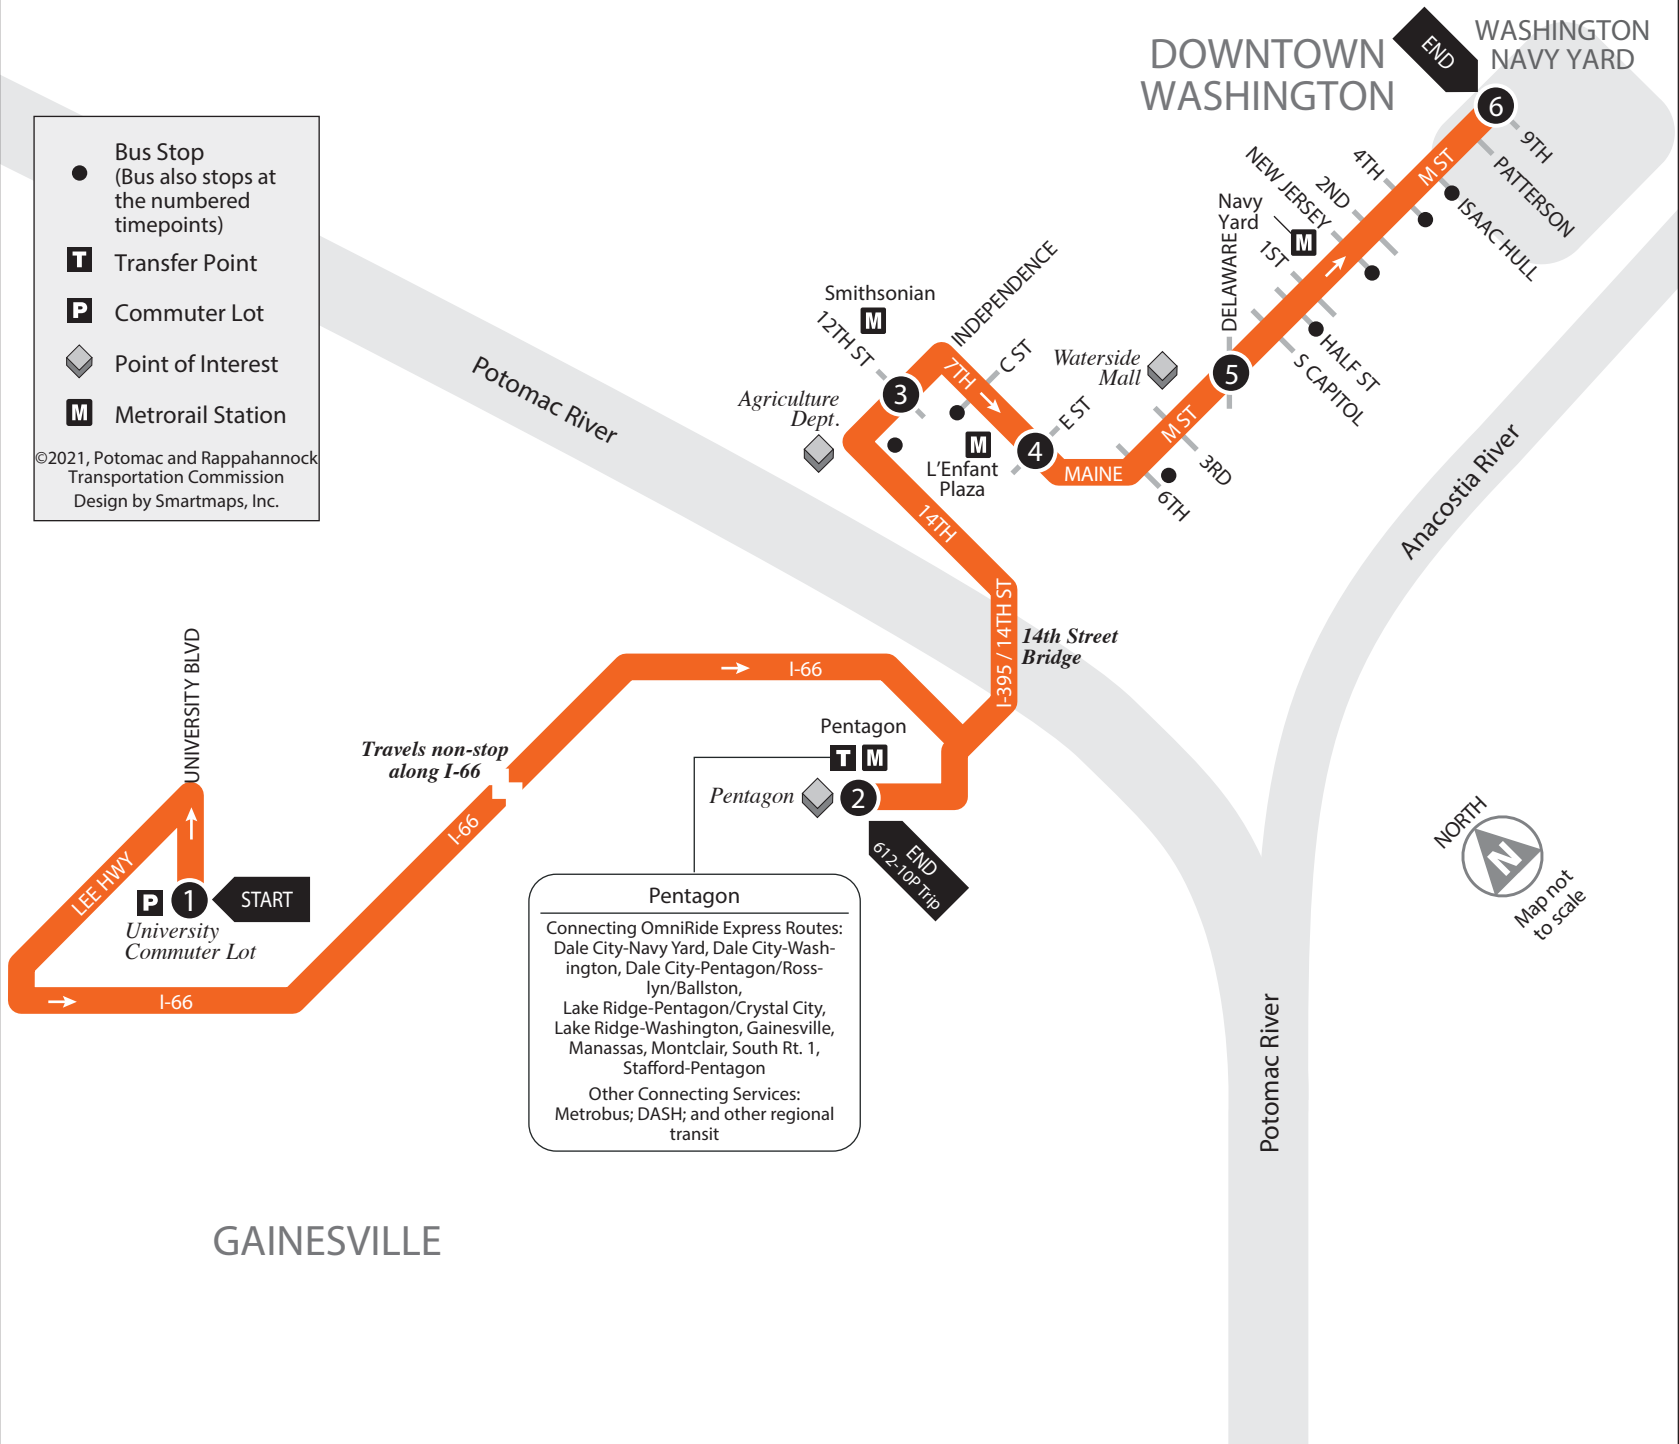 DOWNTOWN
WASHINGTON
END
WASHINGTON
NAVY YARD
6
9TH
PATTERSON
ISAAC HULL
M ST
4TH
2ND
NEW JERSEY
1ST
Navy
Yard
M
DELAWARE
HALF ST
S CAPITOL
5
Waterside
Mall
M ST
3RD
6TH
MAINE
E ST
4
C ST
7TH
INDEPENDENCE
Smithsonian
M
12TH ST
3
Agriculture
Dept.
M
L'Enfant
Plaza
14TH
I-395 / 14TH ST
14th Street
Bridge
Potomac River
Anacostia River
Potomac River
Bus Stop
(Bus also stops at
the numbered
timepoints)
T Transfer Point
P Commuter Lot
Point of Interest
M Metrorail Station
©2021, Potomac and Rappahannock
Transportation Commission
Design by Smartmaps, Inc.
UNIVERSITY BLVD
LEE HWY
P
1
START
University
Commuter Lot
I-66
I-66
Travels non-stop
along I-66
I-66
Pentagon
T M
Pentagon
2
END
612-10P Trip
Pentagon
Connecting OmniRide Express Routes:
Dale City-Navy Yard, Dale City-Wash-
ington, Dale City-Pentagon/Ross-
lyn/Ballston,
Lake Ridge-Pentagon/Crystal City,
Lake Ridge-Washington, Gainesville,
Manassas, Montclair, South Rt. 1,
Stafford-Pentagon
Other Connecting Services:
Metrobus; DASH; and other regional
transit
NORTH
N
Map not
to scale
GAINESVILLE